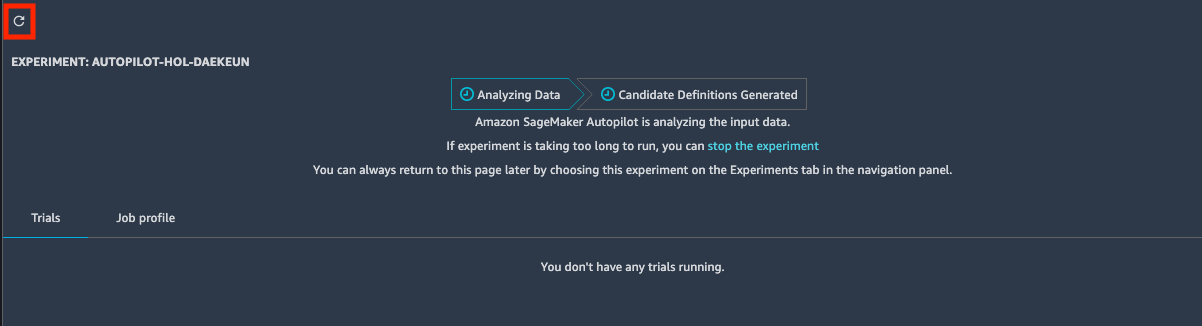 EXPERIMENT: AUTOPILOT-HOL-DAEKEUN
Analyzing Data Candidate Definitions Generated
Amazon SageMaker Autopilot is analyzing the input data.
If experiment is taking too long to run, you can stop the experiment
You can always return to this page later by choosing this experiment on the Experiments tab in the navigation panel.
Trials Job profile
You don't have any trials running.